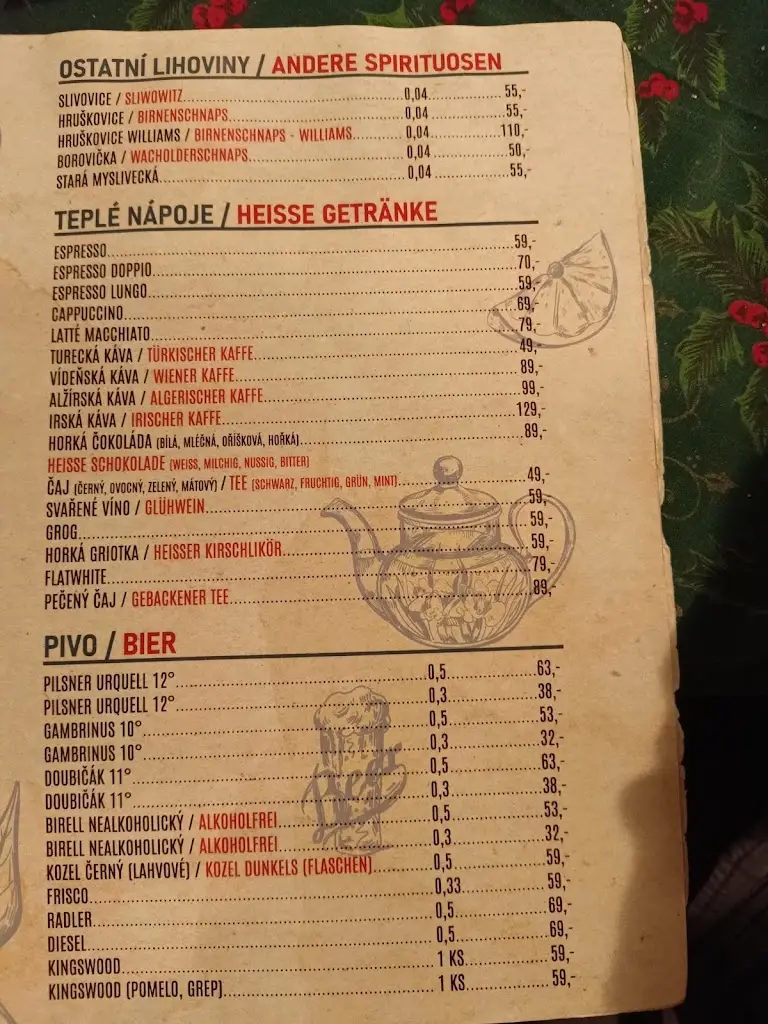 OSTATNÍ LIHOVINY / ANDERE SPIRITUOSEN
SLIVOVICE / SLIWOWITZ 0,04 55,-
HRUŠKOVICE / BIRNENSCHNAPS 0,04 55,-
HRUŠKOVICE WILLIAMS / BIRNENSCHNAPS - WILLIAMS 0,04 110,-
BOROVIČKA / WACHOLDERSCHNAPS 0,04 50,-
STARÁ MYSLIVECKÁ 0,04 55,-
TEPLÉ NÁPOJE / HEISSE GETRÄNKE
ESPRESSO 59,-
ESPRESSO DOPPIO 70,-
ESPRESSO LUNGO 59,-
CAPPUCCINO 69,-
LATTÉ MACCHIATO 79,-
TURECKÁ KÁVA / TÜRKISCHER KAFFE 49,-
VÍDEŇSKÁ KÁVA / WIENER KAFFE 89,-
ALŽÍRSKÁ KÁVA / ALGERISCHER KAFFE 99,-
IRSKÁ KÁVA / IRISCHER KAFFE 129,-
HORKÁ ČOKOLÁDA (BÍLÁ, MLÉČNÁ, OŘÍŠKOVÁ, HOŘKÁ) 89,-
HEISSE SCHOKOLADE (WEISS, MILCHIG, NUSSIG, BITTER)
ČAJ (ČERNÝ, OVOCNÝ, ZELENÝ, MÁTOVÝ) / TEE (SCHWARZ, FRUCHTIG, GRÜN, MINT) 49,-
SVAŘENÉ VÍNO / GLÜHWEIN 59,-
GROG 59,-
HORKÁ GRIOTKA / HEISSER KIRSCHLIKÖR 59,-
FLATWHITE 79,-
PEČENÝ ČAJ / GEBACKENER TEE 89,-
PIVO / BIER
PILSNER URQUELL 12° 0,5 63,-
PILSNER URQUELL 12° 0,3 38,-
GAMBRINUS 10° 0,5 53,-
GAMBRINUS 10° 0,3 32,-
DOUBIČÁK 11° 0,5 63,-
DOUBIČÁK 11° 0,3 38,-
BIRELL NEALKOHOLICKÝ / ALKOHOLFREI 0,5 53,-
BIRELL NEALKOHOLICKÝ / ALKOHOLFREI 0,3 32,-
KOZEL ČERNÝ (LAHVOVÉ) / KOZEL DUNKELS (FLASCHEN) 0,5 59,-
FRISCO 0,33 59,-
RADLER 0,5 69,-
DIESEL 0,5 69,-
KINGSWOOD 1 KS 59,-
KINGSWOOD (POMELO, GREP) 1 KS 59,-